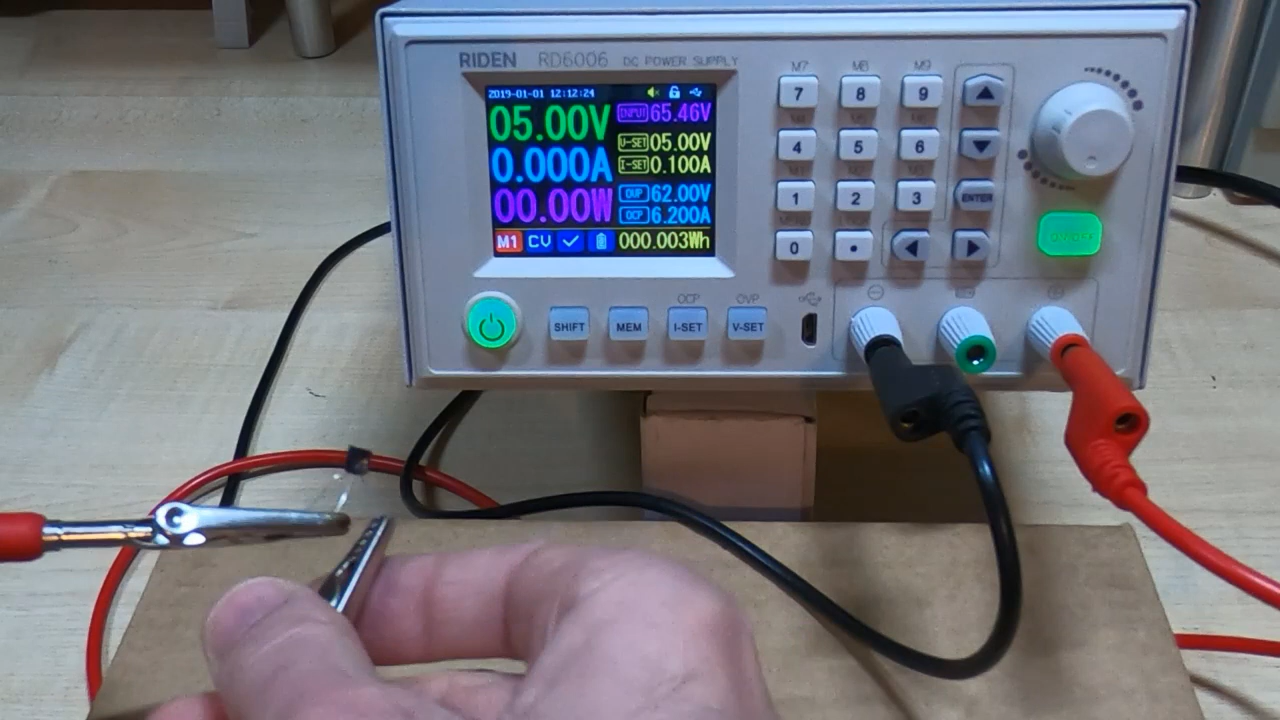 RIDEN RD6006 DC POWER SUPPLY
2019-01-01 12:12:24
05.00V
0.000A
00.00W
INPUT 65.46V
V-SET 05.00V
I-SET 0.100A
OVP 62.00V
OCP 6.200A
M1 CV 000.003Wh
M7 M8 M9
7 8 9
4 5 6
1 2 3 ENTER
0 .
ON/OFF
OCP OVP
SHIFT MEM I-SET V-SET